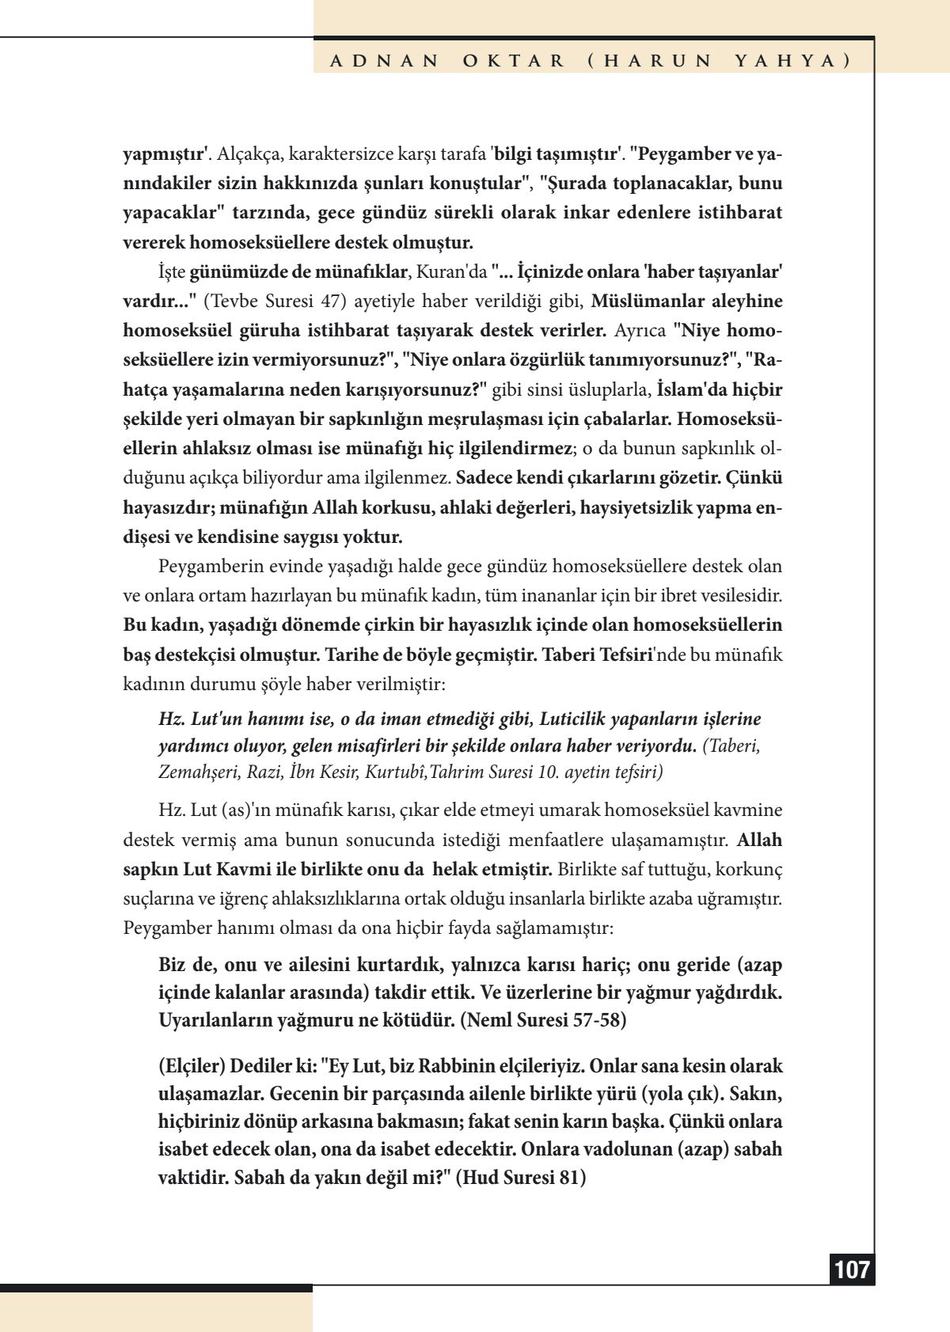 ADNAN OKTAR (HARUN YAHYA)
yapmıştır'. Alçakça, karaktersizce karşı tarafa 'bilgi taşımıştır'. "Peygamber ve ya-
nındakiler sizin hakkınızda şunları konuştular", "Şurada toplanacaklar, bunu
yapacaklar" tarzında, gece gündüz sürekli olarak inkar edenlere istihbarat
vererek homoseksüellere destek olmuştur.
İşte günümüzde de münafıklar, Kuran'da "... İçinizde onlara 'haber taşıyanlar'
vardır..." (Tevbe Suresi 47) ayetiyle haber verildiği gibi, Müslümanlar aleyhine
homoseksüel güruha istihbarat taşıyarak destek verirler. Ayrıca "Niye homo-
seksüellere izin vermiyorsunuz?", "Niye onlara özgürlük tanımıyorsunuz?", "Ra-
hatça yaşamalarına neden karışıyorsunuz?" gibi sinsi üsluplarla, İslam'da hiçbir
şekilde yeri olmayan bir sapkınlığın meşrulaşması için çabalarlar. Homoseksü-
ellerin ahlaksız olması ise münafığı hiç ilgilendirmez; o da bunun sapkınlık ol-
duğunu açıkça biliyordur ama ilgilenmez. Sadece kendi çıkarlarını gözetir. Çünkü
hayasızdır; münafığın Allah korkusu, ahlaki değerleri, haysiyetsizlik yapma en-
dişesi ve kendisine saygısı yoktur.
Peygamberin evinde yaşadığı halde gece gündüz homoseksüellere destek olan
ve onlara ortam hazırlayan bu münafık kadın, tüm inananlar için bir ibret vesilesidir.
Bu kadın, yaşadığı dönemde çirkin bir hayasızlık içinde olan homoseksüellerin
baş destekçisi olmuştur. Tarihe de böyle geçmiştir. Taberi Tefsiri'nde bu münafık
kadının durumu şöyle haber verilmiştir:
Hz. Lut'un hanımı ise, o da iman etmediği gibi, Luticilik yapanların işlerine
yardımcı oluyor, gelen misafirleri bir şekilde onlara haber veriyordu. (Taberi,
Zemahşeri, Razi, İbn Kesir, Kurtubî,Tahrim Suresi 10. ayetin tefsiri)
Hz. Lut (as)'ın münafık karısı, çıkar elde etmeyi umarak homoseksüel kavmine
destek vermiş ama bunun sonucunda istediği menfaatlere ulaşamamıştır. Allah
sapkın Lut Kavmi ile birlikte onu da helak etmiştir. Birlikte saf tuttuğu, korkunç
suçlarına ve iğrenç ahlaksızlıklarına ortak olduğu insanlarla birlikte azaba uğramıştır.
Peygamber hanımı olması da ona hiçbir fayda sağlamamıştır:
Biz de, onu ve ailesini kurtardık, yalnızca karısı hariç; onu geride (azap
içinde kalanlar arasında) takdir ettik. Ve üzerlerine bir yağmur yağdırdık.
Uyarılanların yağmuru ne kötüdür. (Neml Suresi 57-58)
(Elçiler) Dediler ki: "Ey Lut, biz Rabbinin elçileriyiz. Onlar sana kesin olarak
ulaşamazlar. Gecenin bir parçasında ailenle birlikte yürü (yola çık). Sakın,
hiçbiriniz dönüp arkasına bakmasın; fakat senin karın başka. Çünkü onlara
isabet edecek olan, ona da isabet edecektir. Onlara vadolunan (azap) sabah
vaktidir. Sabah da yakın değil mi?" (Hud Suresi 81)
107